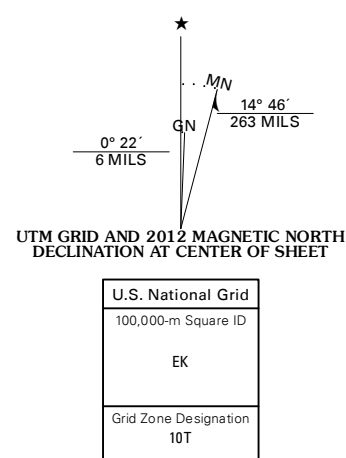 ★
MN
14° 46´
263 MILS
GN
0° 22´
6 MILS
UTM GRID AND 2012 MAGNETIC NORTH
DECLINATION AT CENTER OF SHEET
U.S. National Grid
100,000-m Square ID
EK
Grid Zone Designation
10T